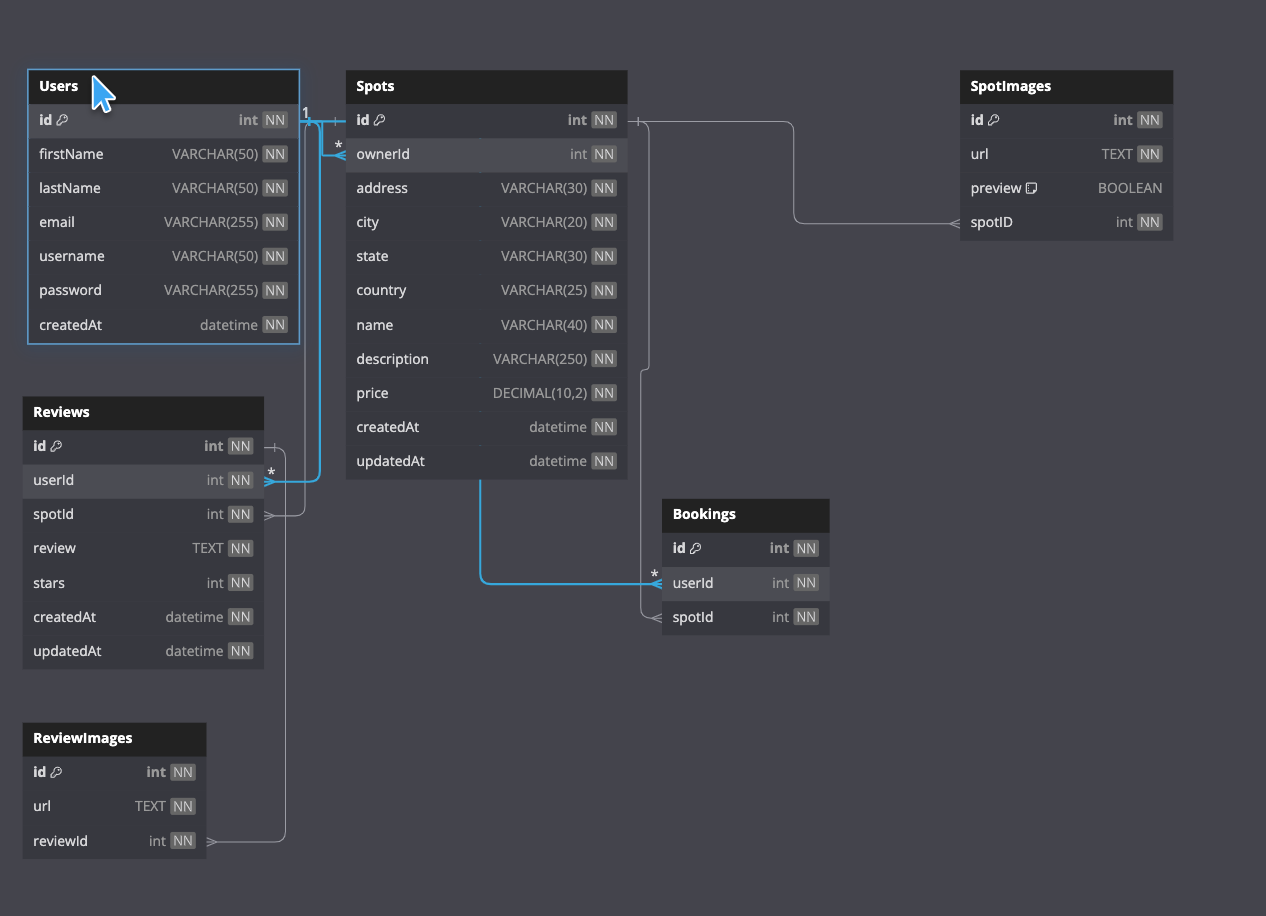 Users
id int NN
firstName VARCHAR(50) NN
lastName VARCHAR(50) NN
email VARCHAR(255) NN
username VARCHAR(50) NN
password VARCHAR(255) NN
createdAt datetime NN
1
*
Spots
id int NN
ownerId int NN
address VARCHAR(30) NN
city VARCHAR(20) NN
state VARCHAR(30) NN
country VARCHAR(25) NN
name VARCHAR(40) NN
description VARCHAR(250) NN
price DECIMAL(10,2) NN
createdAt datetime NN
updatedAt datetime NN
SpotImages
id int NN
url TEXT NN
preview BOOLEAN
spotID int NN
Reviews
id int NN
userId int NN
*
spotId int NN
review TEXT NN
stars int NN
createdAt datetime NN
updatedAt datetime NN
Bookings
id int NN
*
userId int NN
spotId int NN
ReviewImages
id int NN
url TEXT NN
reviewId int NN